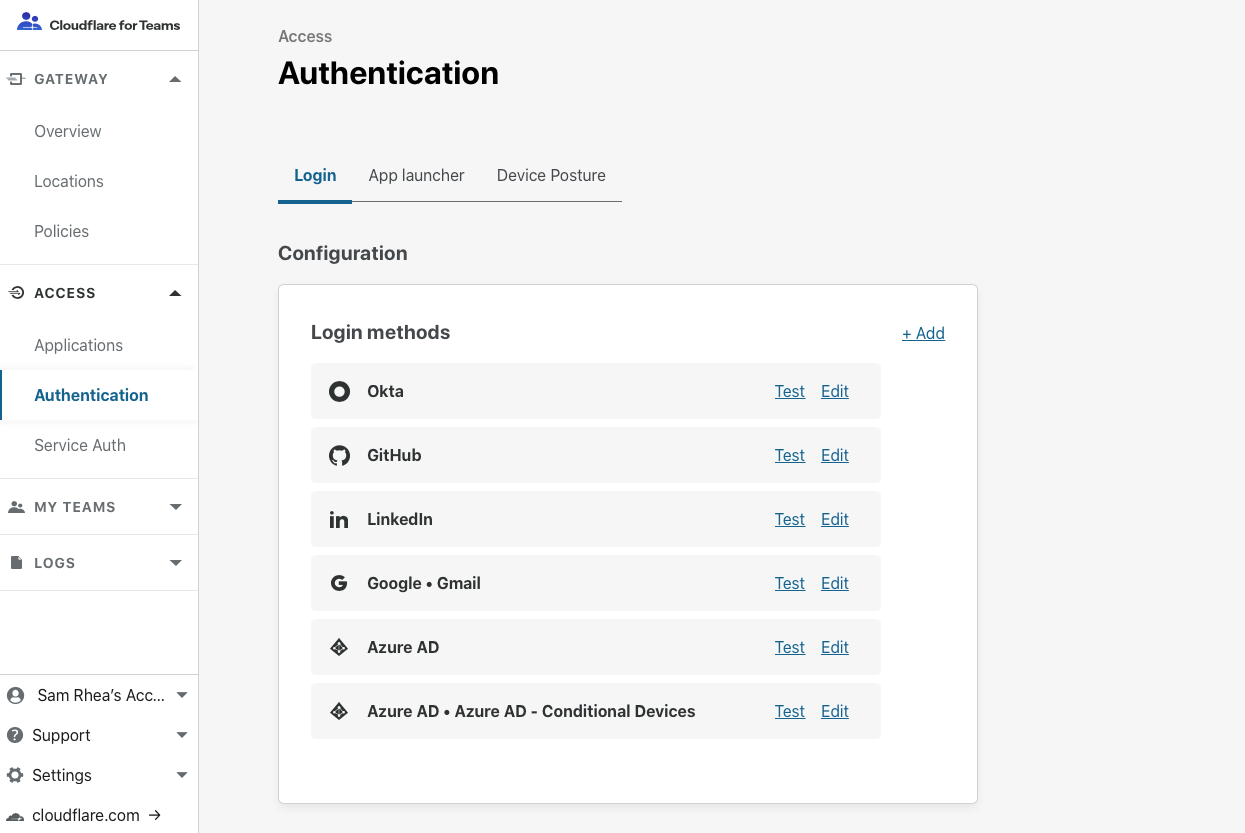 Cloudflare for Teams
GATEWAY
Overview
Locations
Policies
ACCESS
Applications
Authentication
Service Auth
MY TEAMS
LOGS
Sam Rhea’s Acc...
Support
Settings
cloudflare.com →
Access
Authentication
Login App launcher Device Posture
Configuration
Login methods + Add
Okta Test Edit
GitHub Test Edit
LinkedIn Test Edit
Google • Gmail Test Edit
Azure AD Test Edit
Azure AD • Azure AD - Conditional Devices Test Edit